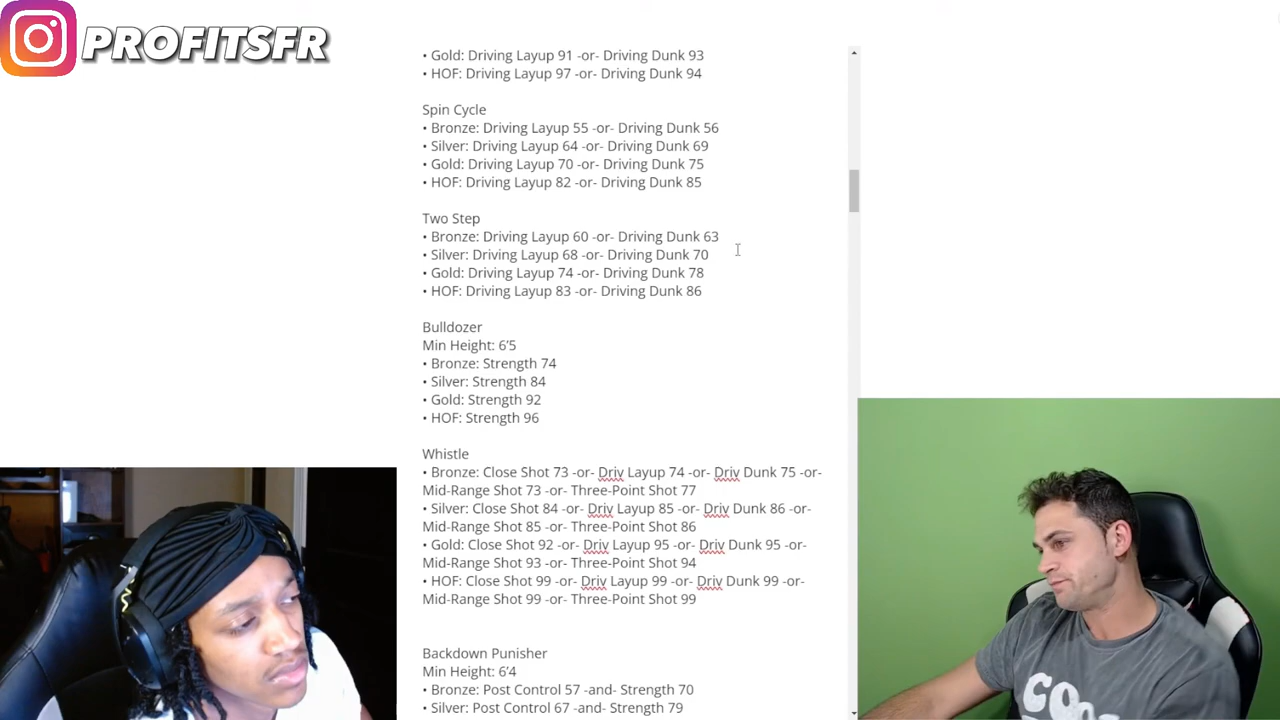 PROFITSFR
• Gold: Driving Layup 91 -or- Driving Dunk 93
• HOF: Driving Layup 97 -or- Driving Dunk 94
Spin Cycle
• Bronze: Driving Layup 55 -or- Driving Dunk 56
• Silver: Driving Layup 64 -or- Driving Dunk 69
• Gold: Driving Layup 70 -or- Driving Dunk 75
• HOF: Driving Layup 82 -or- Driving Dunk 85
Two Step
• Bronze: Driving Layup 60 -or- Driving Dunk 63
• Silver: Driving Layup 68 -or- Driving Dunk 70
• Gold: Driving Layup 74 -or- Driving Dunk 78
• HOF: Driving Layup 83 -or- Driving Dunk 86
Bulldozer
Min Height: 6'5
• Bronze: Strength 74
• Silver: Strength 84
• Gold: Strength 92
• HOF: Strength 96
Whistle
• Bronze: Close Shot 73 -or- Driv Layup 74 -or- Driv Dunk 75 -or-
Mid-Range Shot 73 -or- Three-Point Shot 77
• Silver: Close Shot 84 -or- Driv Layup 85 -or- Driv Dunk 86 -or-
Mid-Range Shot 85 -or- Three-Point Shot 86
• Gold: Close Shot 92 -or- Driv Layup 95 -or- Driv Dunk 95 -or-
Mid-Range Shot 93 -or- Three-Point Shot 94
• HOF: Close Shot 99 -or- Driv Layup 99 -or- Driv Dunk 99 -or-
Mid-Range Shot 99 -or- Three-Point Shot 99
Backdown Punisher
Min Height: 6'4
• Bronze: Post Control 57 -and- Strength 70
• Silver: Post Control 67 -and- Strength 79